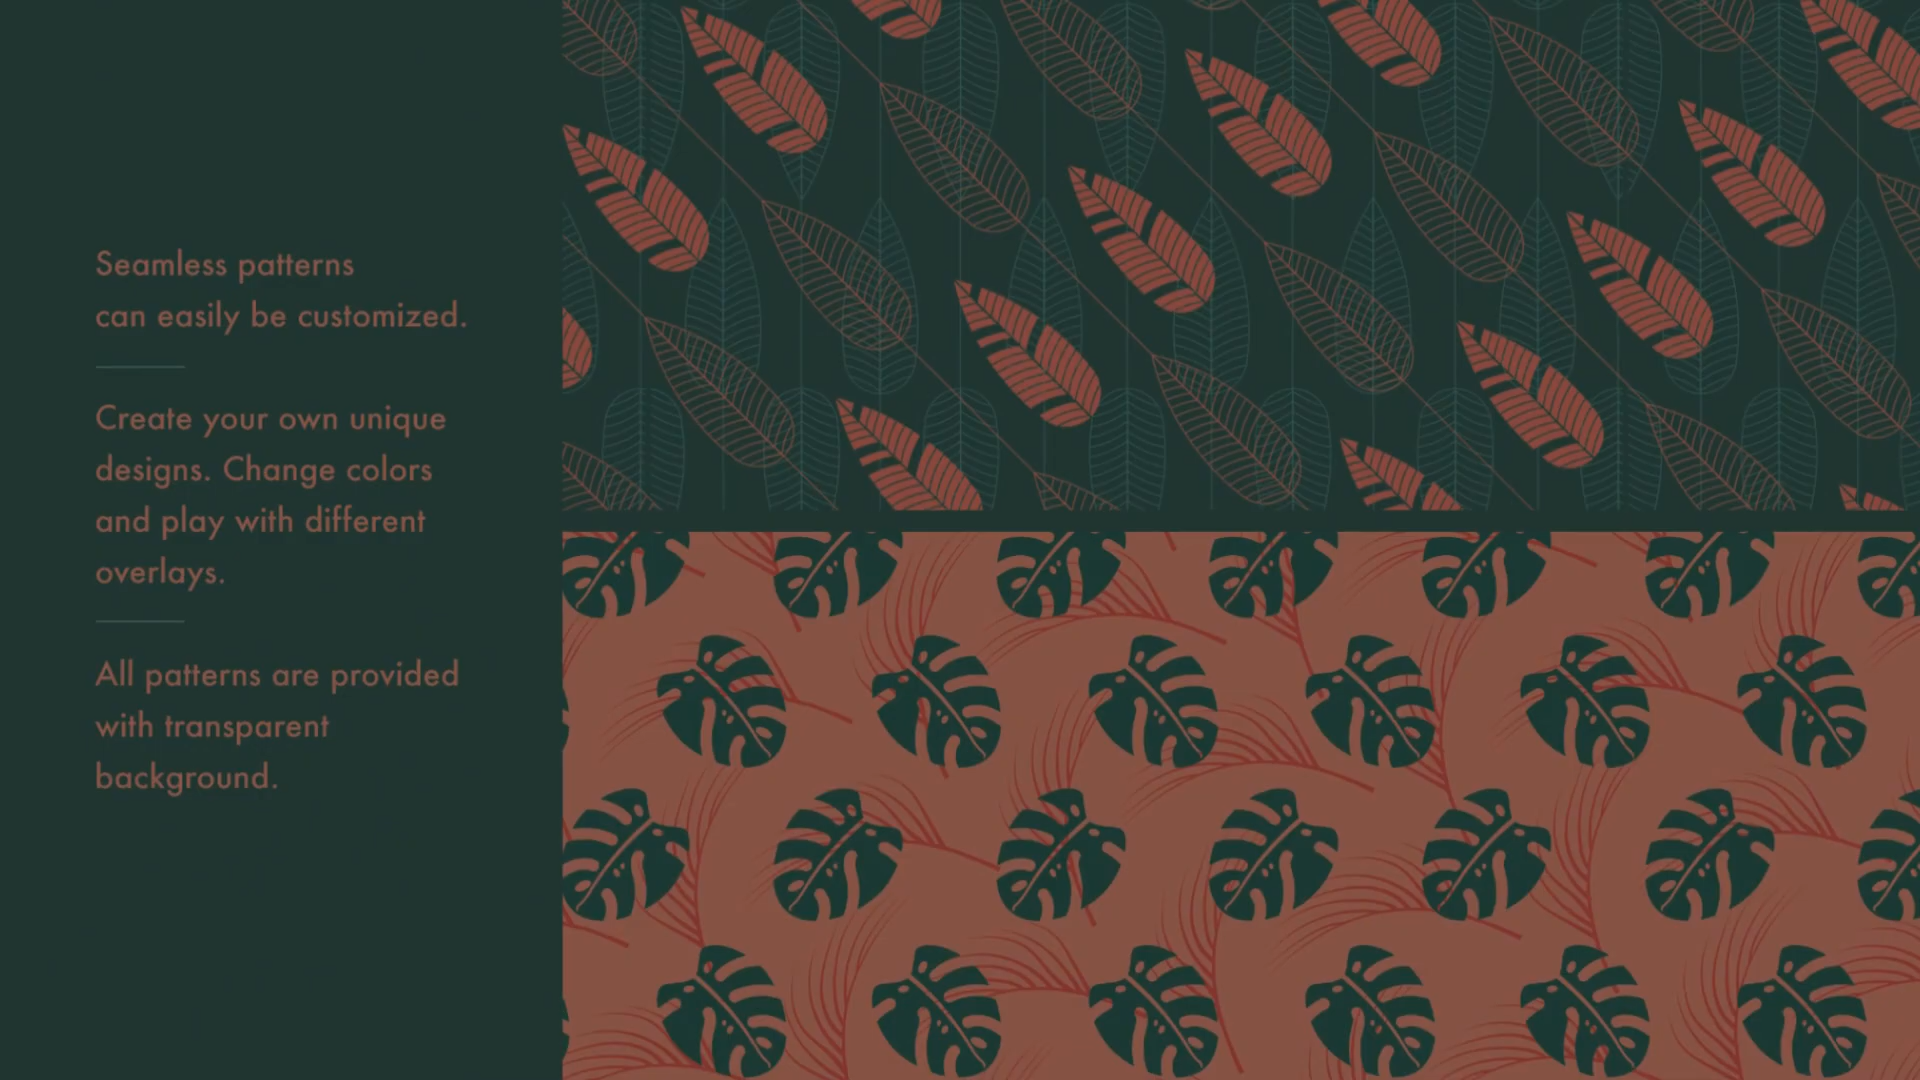 Seamless patterns
can easily be customized.
Create your own unique
designs. Change colors
and play with different
overlays.
All patterns are provided
with transparent
background.